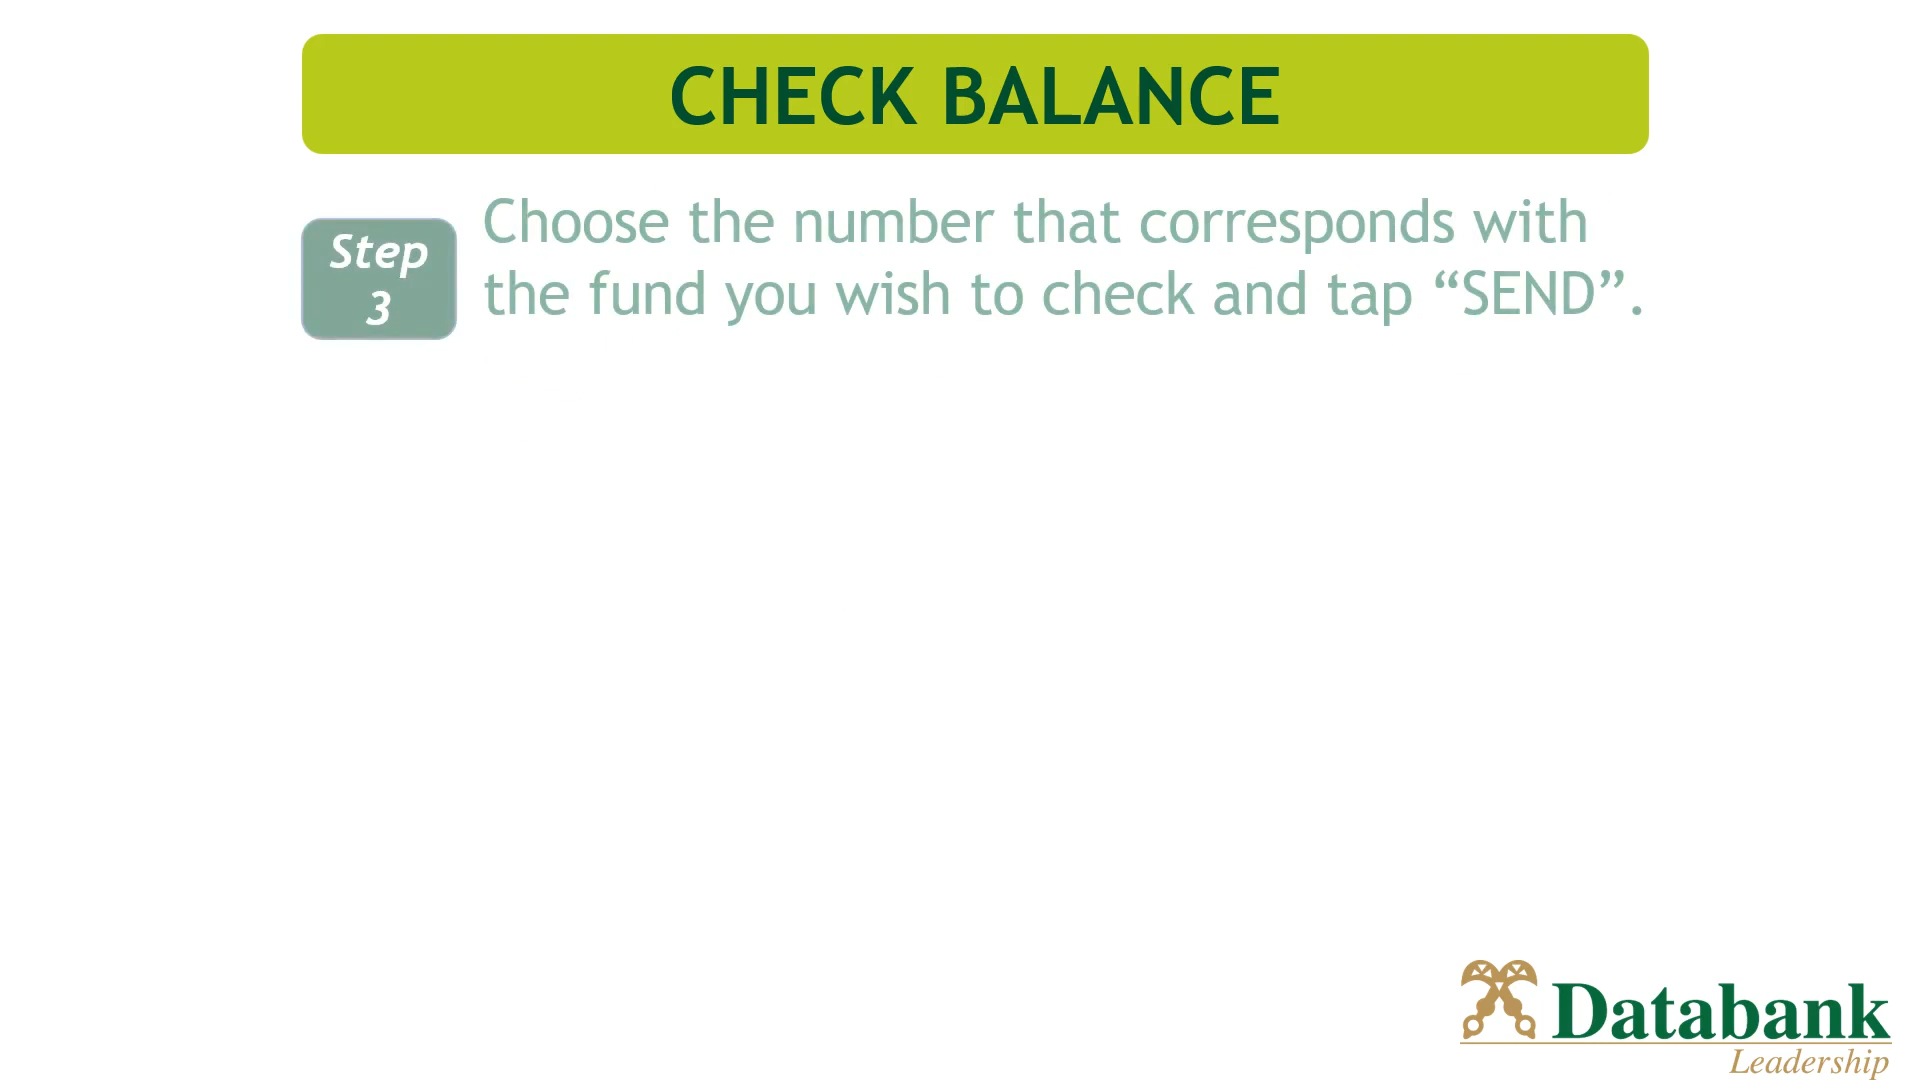 CHECK BALANCE
Step
3
Choose the number that corresponds with
the fund you wish to check and tap “SEND”.
Databank
Leadership